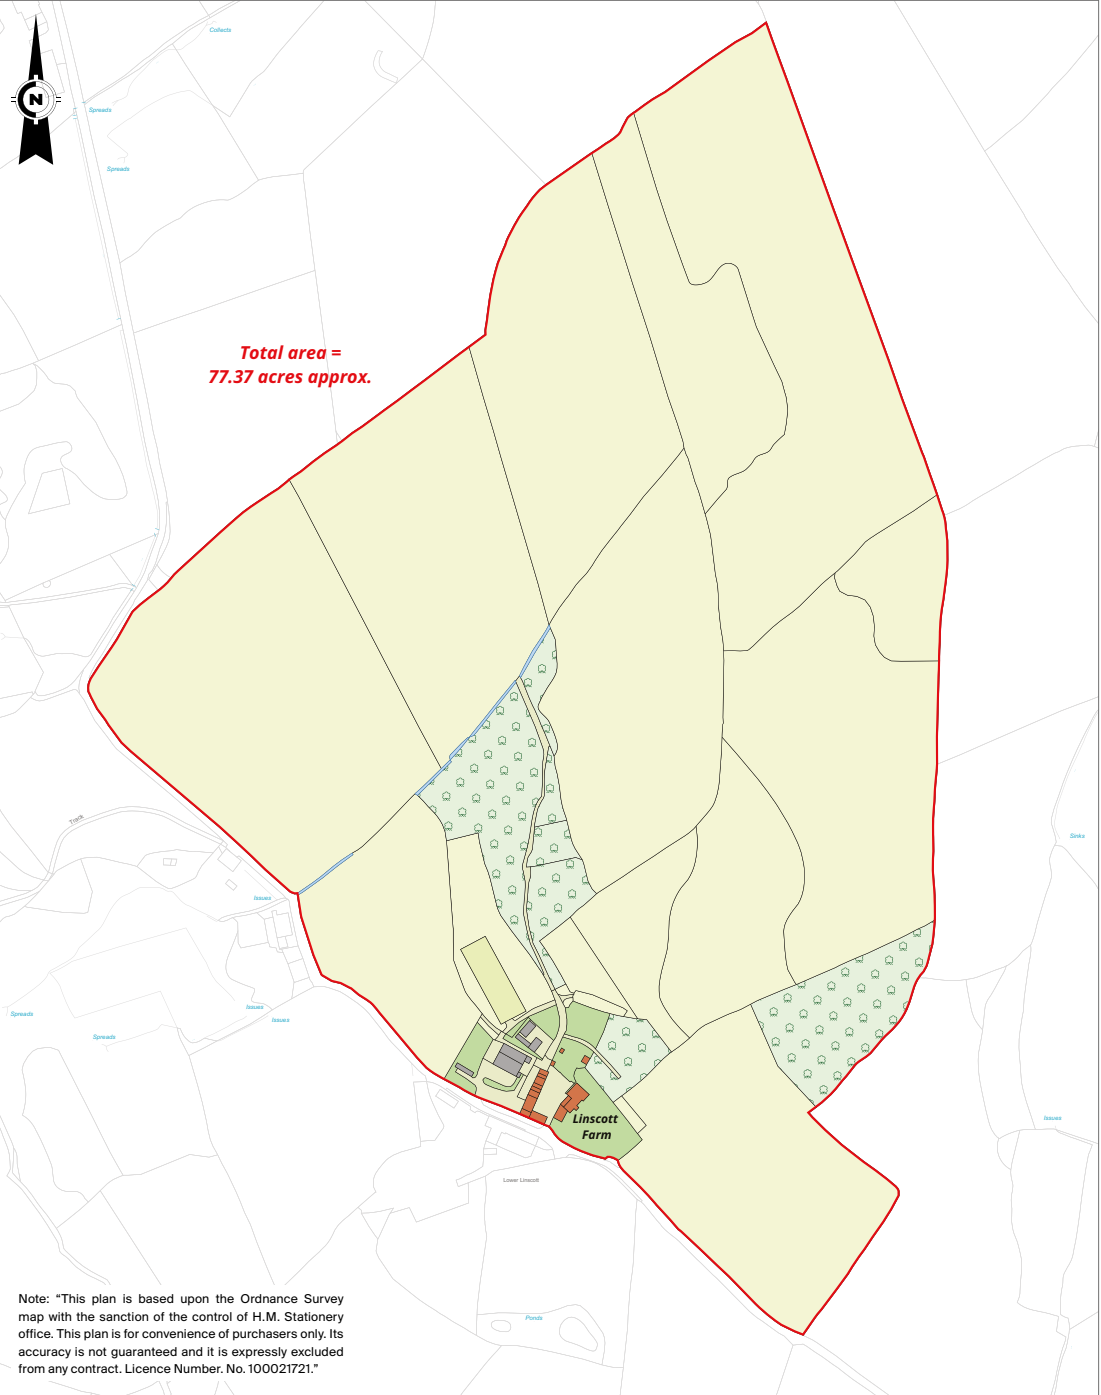 Collects
N
Spreads
Spreads
Total area =
77.37 acres approx.
Track
Sinks
Issues
Issues
Issues
Spreads
Spreads
Linscott
Farm
Issues
Lower Linscott
Note: “This plan is based upon the Ordnance Survey
map with the sanction of the control of H.M. Stationery
office. This plan is for convenience of purchasers only. Its
accuracy is not guaranteed and it is expressly excluded
from any contract. Licence Number. No. 100021721.”
Ponds